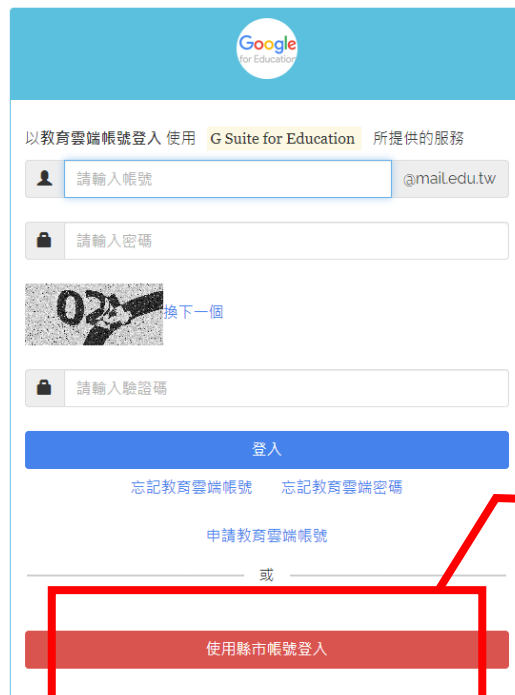 Google
for Education
以教育雲端帳號登入 使用 G Suite for Education 所提供的服務
請輸入帳號 @mail.edu.tw
請輸入密碼
換下一個
請輸入驗證碼
登入
忘記教育雲端帳號 忘記教育雲端密碼
申請教育雲端帳號
或
使用縣市帳號登入